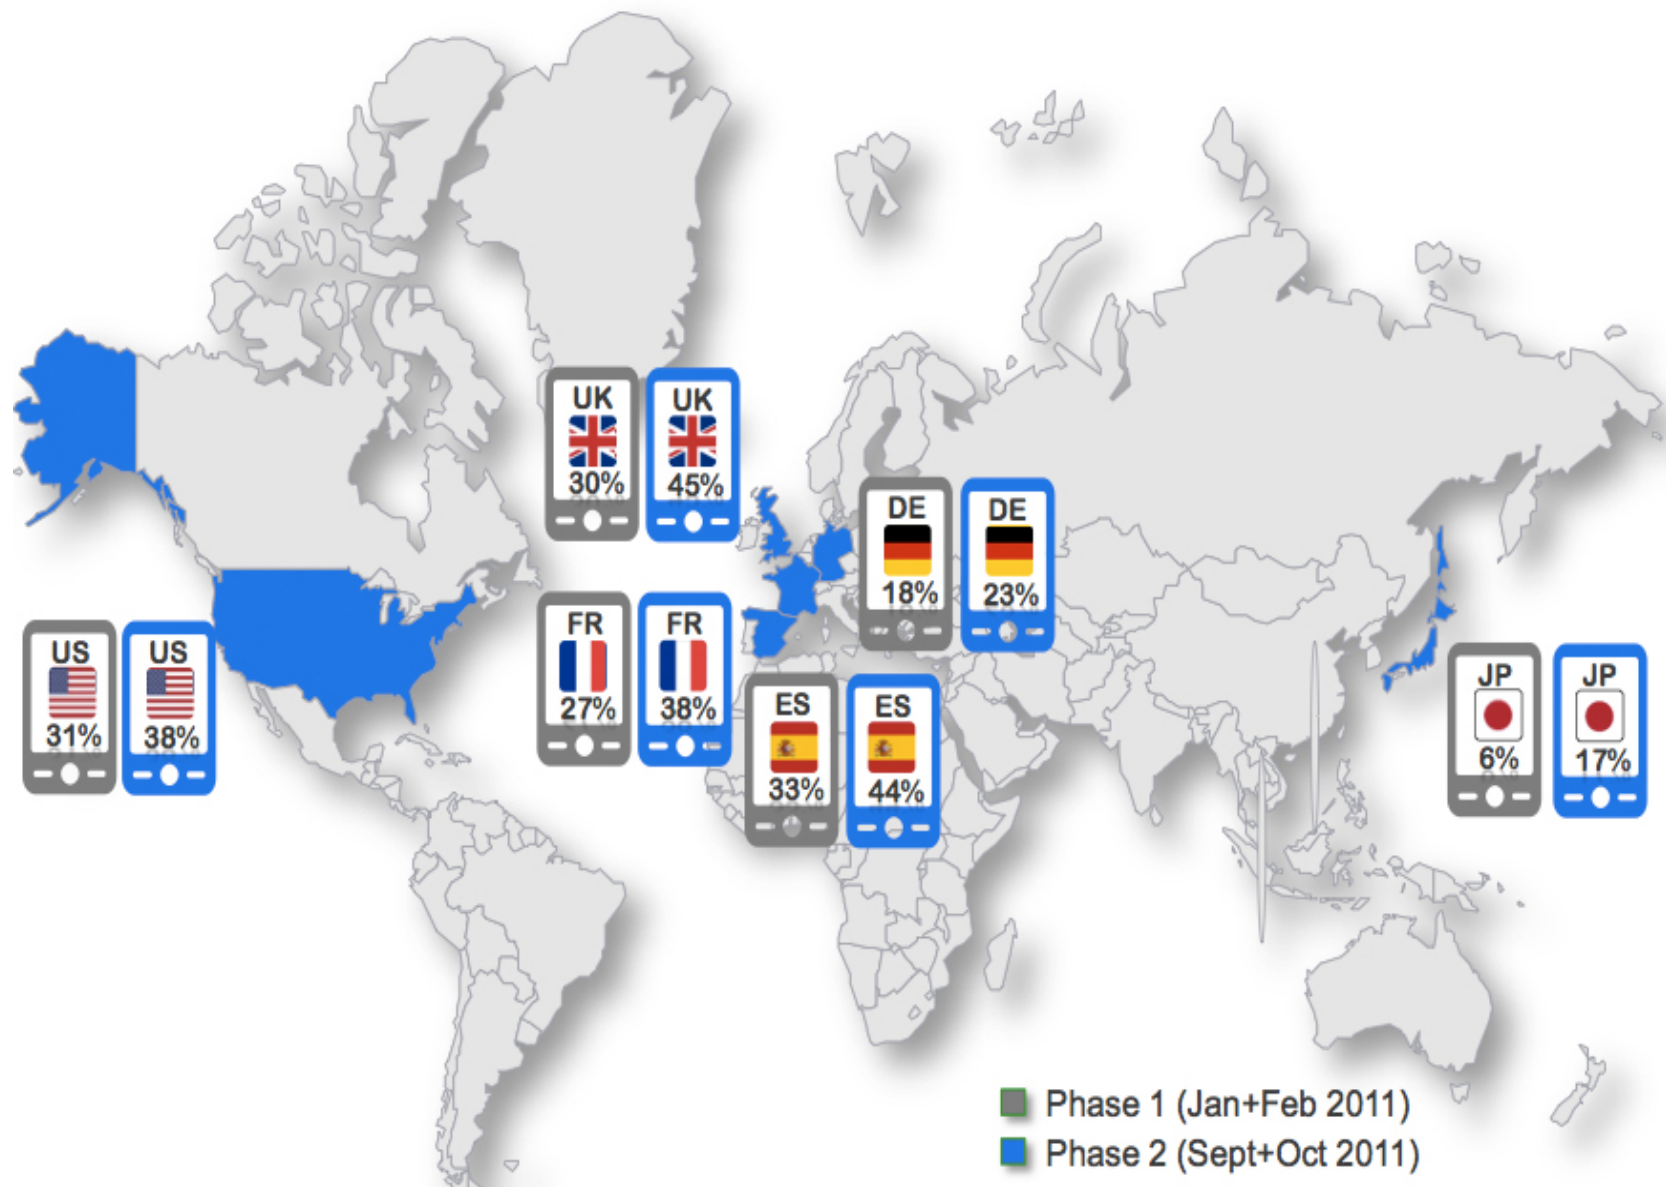 UK
30%
UK
45%
DE
18%
DE
23%
US
31%
US
38%
FR
27%
FR
38%
ES
33%
ES
44%
JP
6%
JP
17%
Phase 1 (Jan+Feb 2011)
Phase 2 (Sept+Oct 2011)